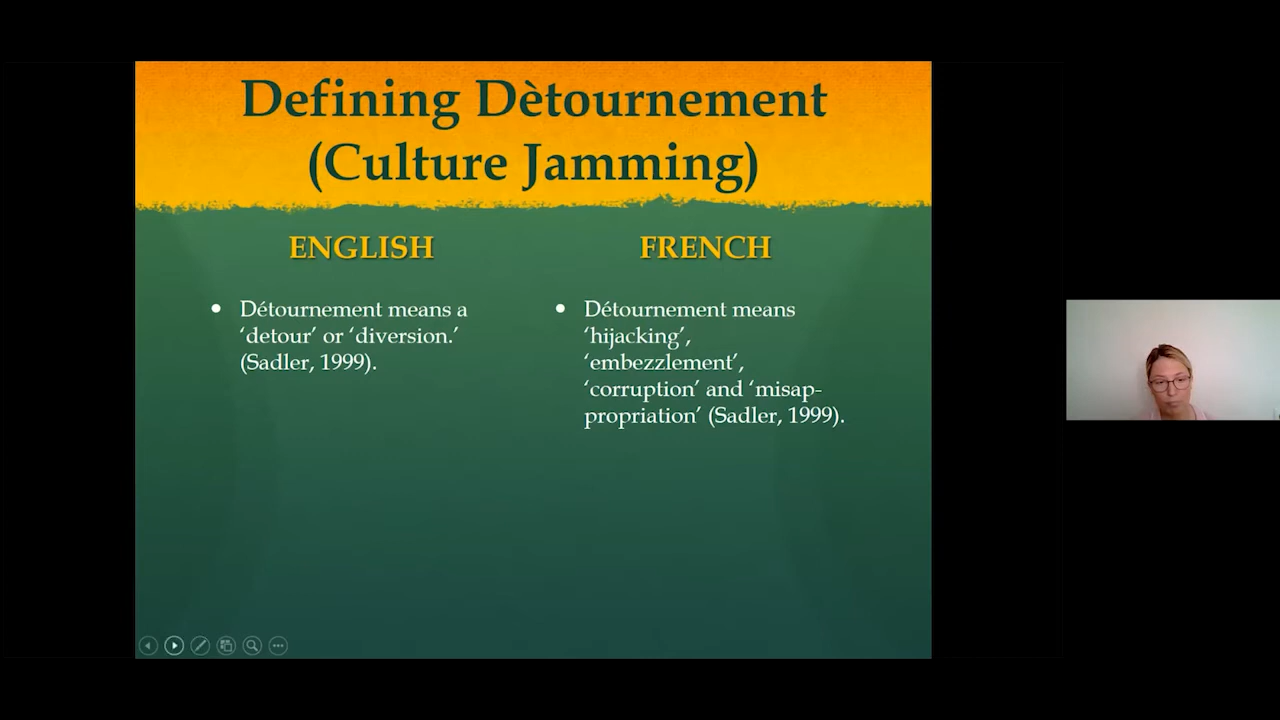 Defining Dètournement
(Culture Jamming)
ENGLISH
• Détournement means a
‘detour’ or ‘diversion.’
(Sadler, 1999).
FRENCH
• Détournement means
‘hijacking’,
‘embezzlement’,
‘corruption’ and ‘misap-
propriation’ (Sadler, 1999).